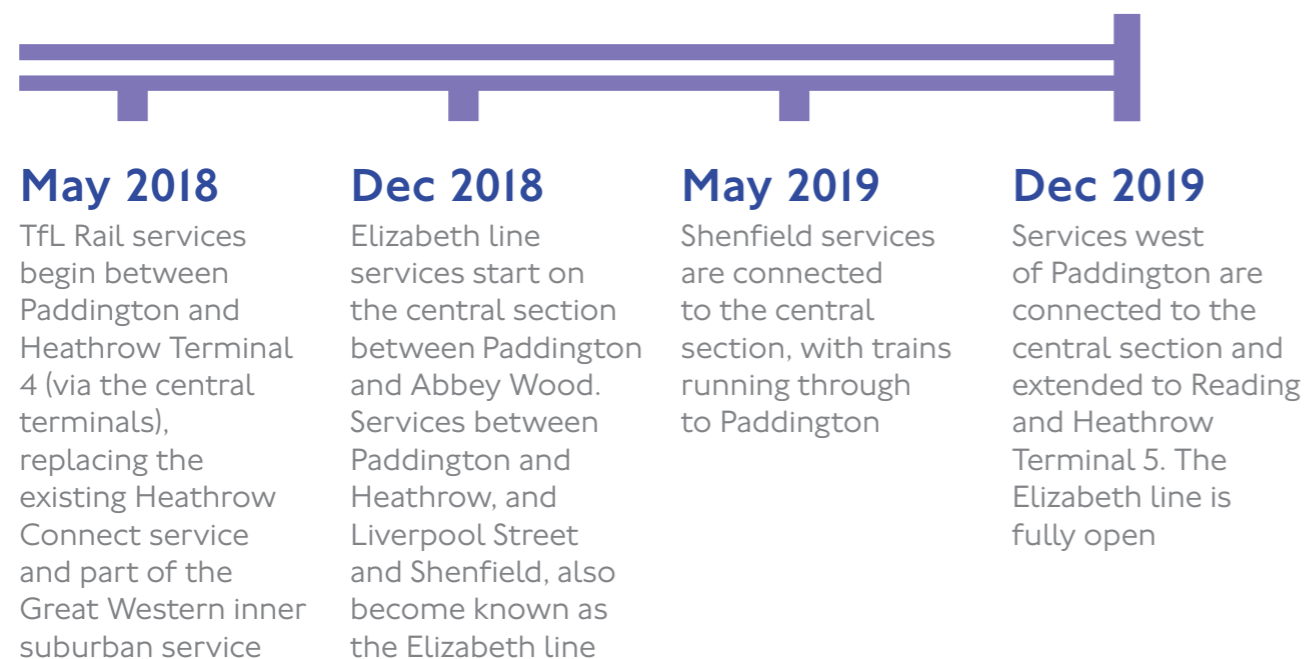 May 2018
TfL Rail services
begin between
Paddington and
Heathrow Terminal
4 (via the central
terminals),
replacing the
existing Heathrow
Connect service
and part of the
Great Western inner
suburban service
Dec 2018
Elizabeth line
services start on
the central section
between Paddington
and Abbey Wood.
Services between
Paddington and
Heathrow, and
Liverpool Street
and Shenfield, also
become known as
the Elizabeth line
May 2019
Shenfield services
are connected
to the central
section, with trains
running through
to Paddington
Dec 2019
Services west
of Paddington are
connected to the
central section and
extended to Reading
and Heathrow
Terminal 5. The
Elizabeth line is
fully open